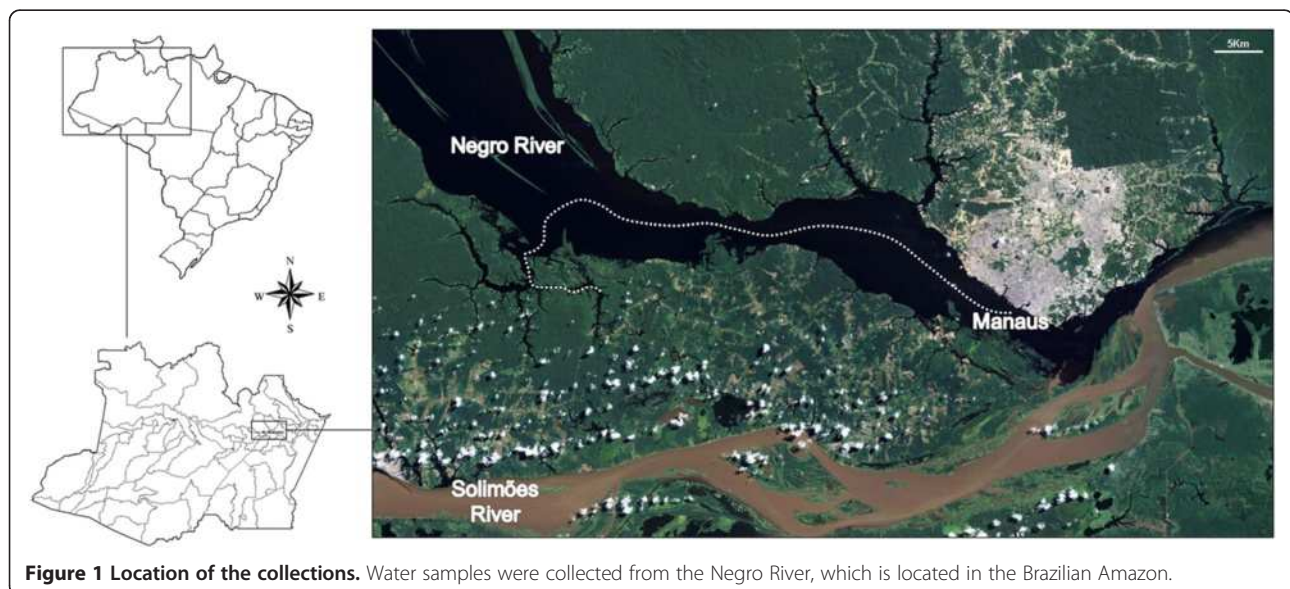 5Km
Negro River
N
W E
S
Manaus
Solimões
River
Figure 1 Location of the collections. Water samples were collected from the Negro River, which is located in the Brazilian Amazon.